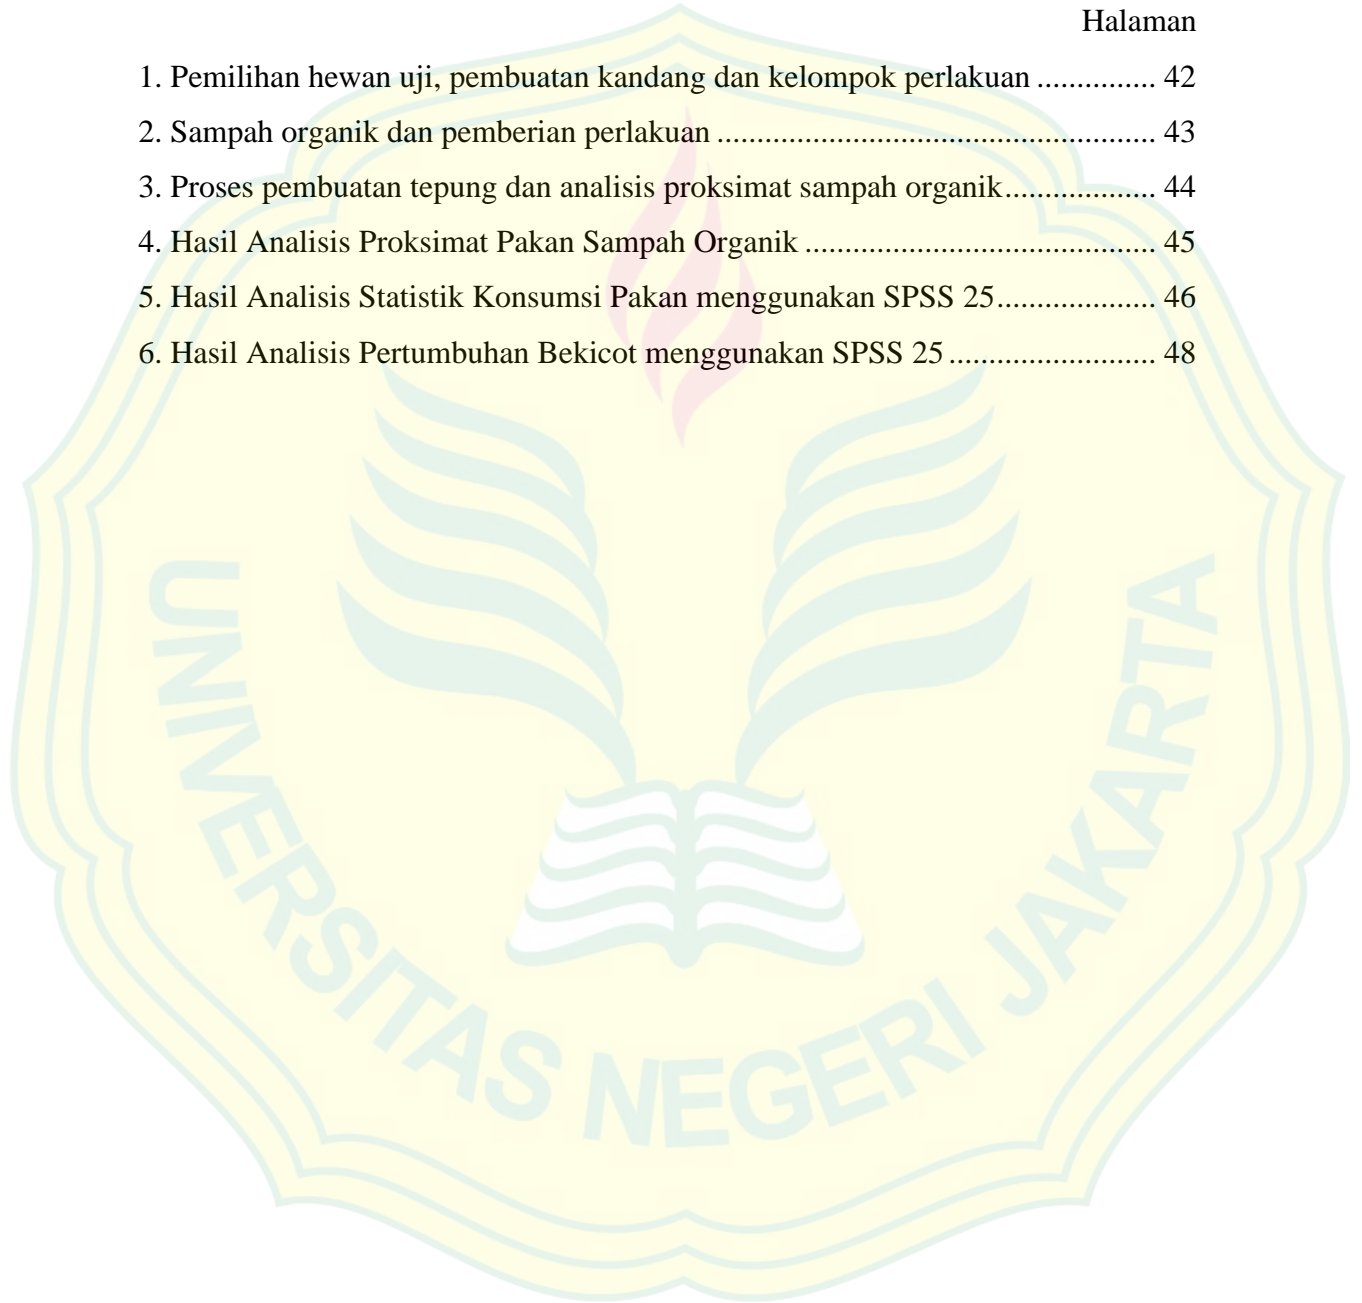 Halaman
1. Pemilihan hewan uji, pembuatan kandang dan kelompok perlakuan ............... 42
2. Sampah organik dan pemberian perlakuan ....................................................... 43
3. Proses pembuatan tepung dan analisis proksimat sampah organik................... 44
4. Hasil Analisis Proksimat Pakan Sampah Organik ............................................ 45
5. Hasil Analisis Statistik Konsumsi Pakan menggunakan SPSS 25.................... 46
6. Hasil Analisis Pertumbuhan Bekicot menggunakan SPSS 25.......................... 48
UNIVERSITAS NEGERI JAKARTA